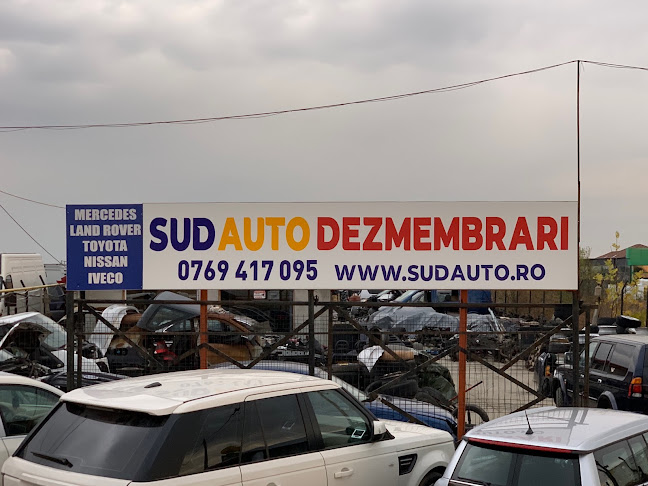 MERCEDES
LAND ROVER
TOYOTA
NISSAN
IVECO
SUD AUTO DEZMEMBRARI
0769 417 095 WWW.SUDAUTO.RO